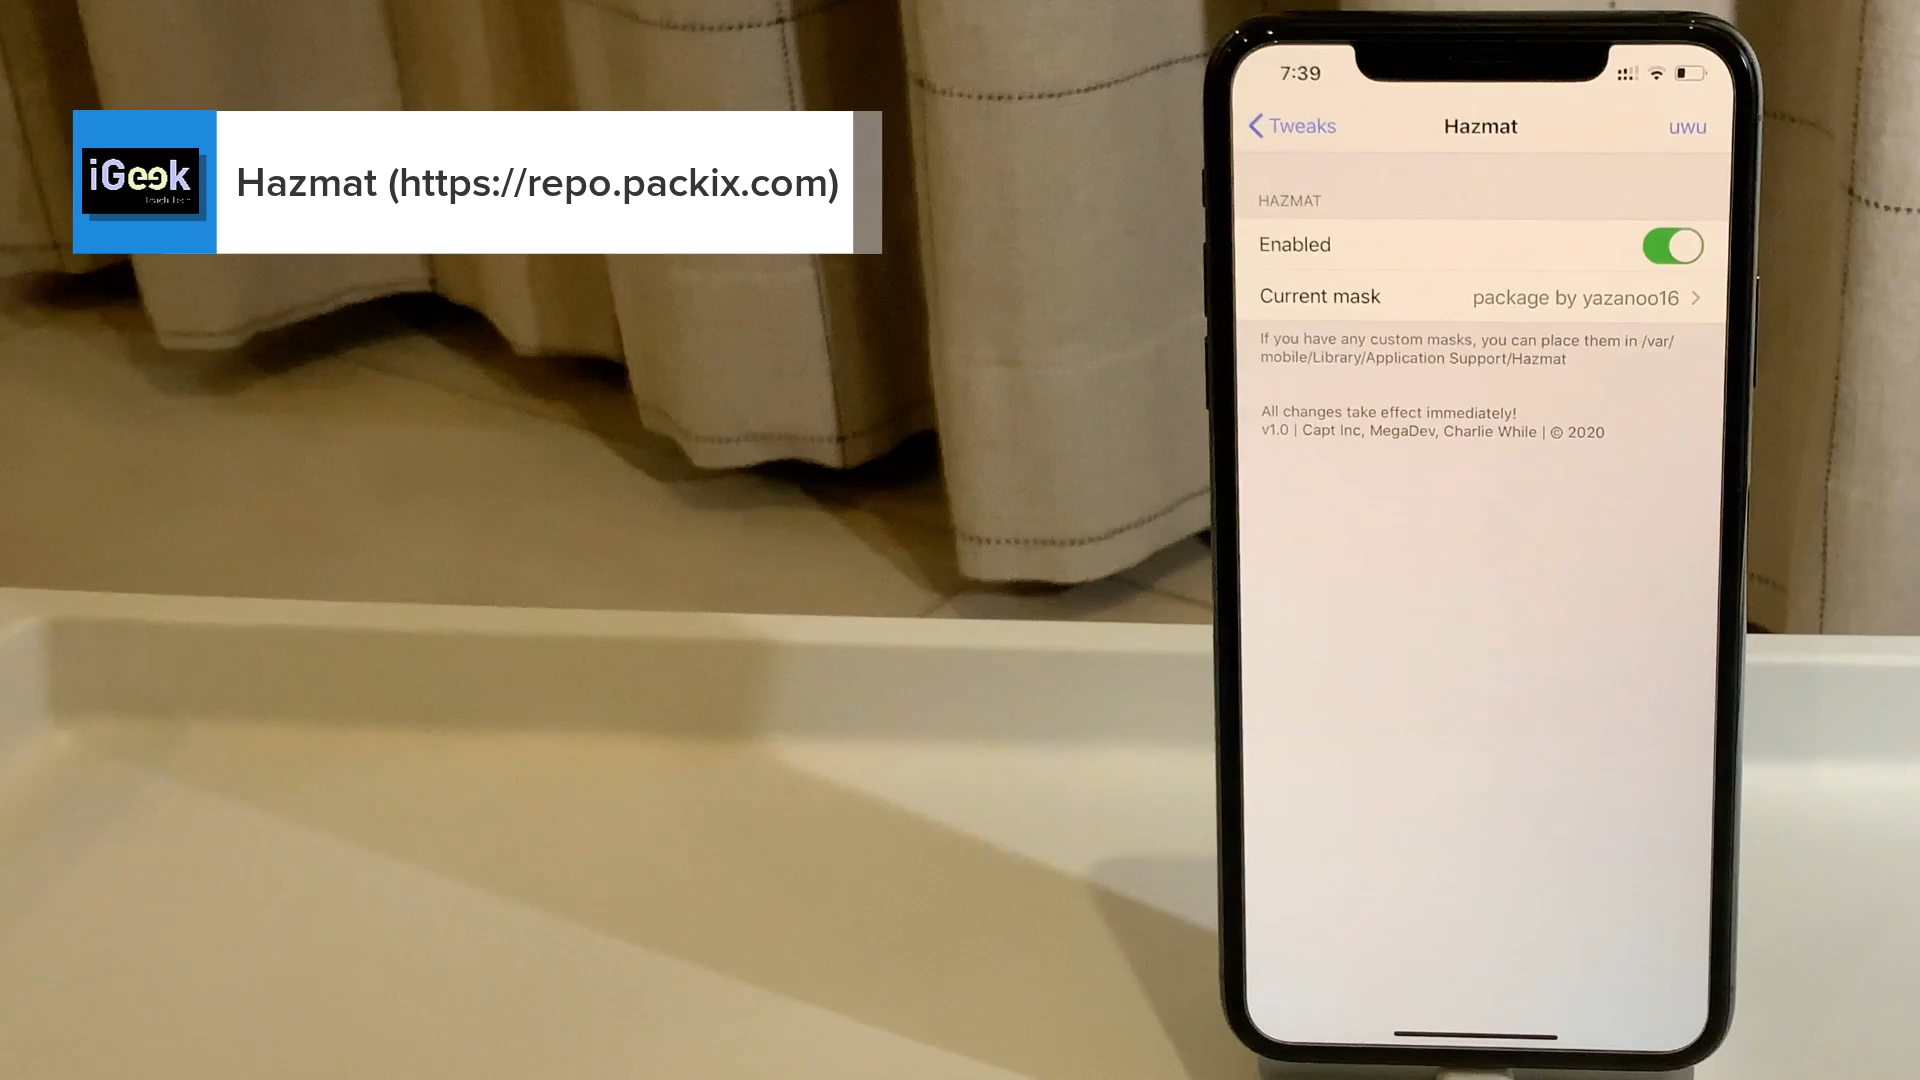 iGeek
Teach Tech
Hazmat (https://repo.packix.com)
7:39
Tweaks
Hazmat
uwu
HAZMAT
Enabled
Current mask
package by yazanoo16
If you have any custom masks, you can place them in /var/
mobile/Library/Application Support/Hazmat
All changes take effect immediately!
v1.0 | Capt Inc, MegaDev, Charlie While | © 2020